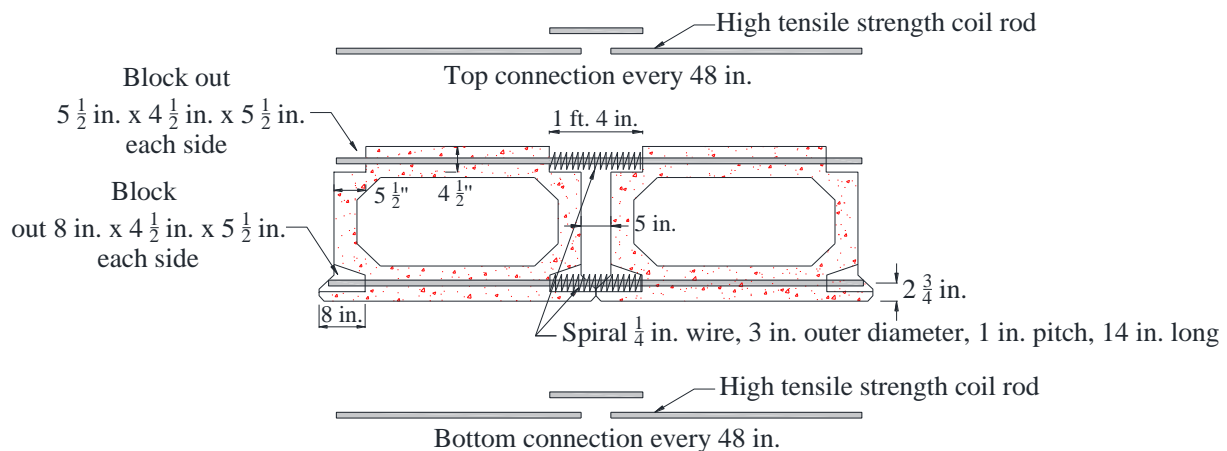 High tensile strength coil rod
Top connection every 48 in.
Block out
5 1/2 in. x 4 1/2 in. x 5 1/2 in.
each side
1 ft. 4 in.
5 1/2"
4 1/2"
Block
out 8 in. x 4 1/2 in. x 5 1/2 in.
each side
5 in.
2 3/4 in.
8 in.
Spiral 1/4 in. wire, 3 in. outer diameter, 1 in. pitch, 14 in. long
High tensile strength coil rod
Bottom connection every 48 in.